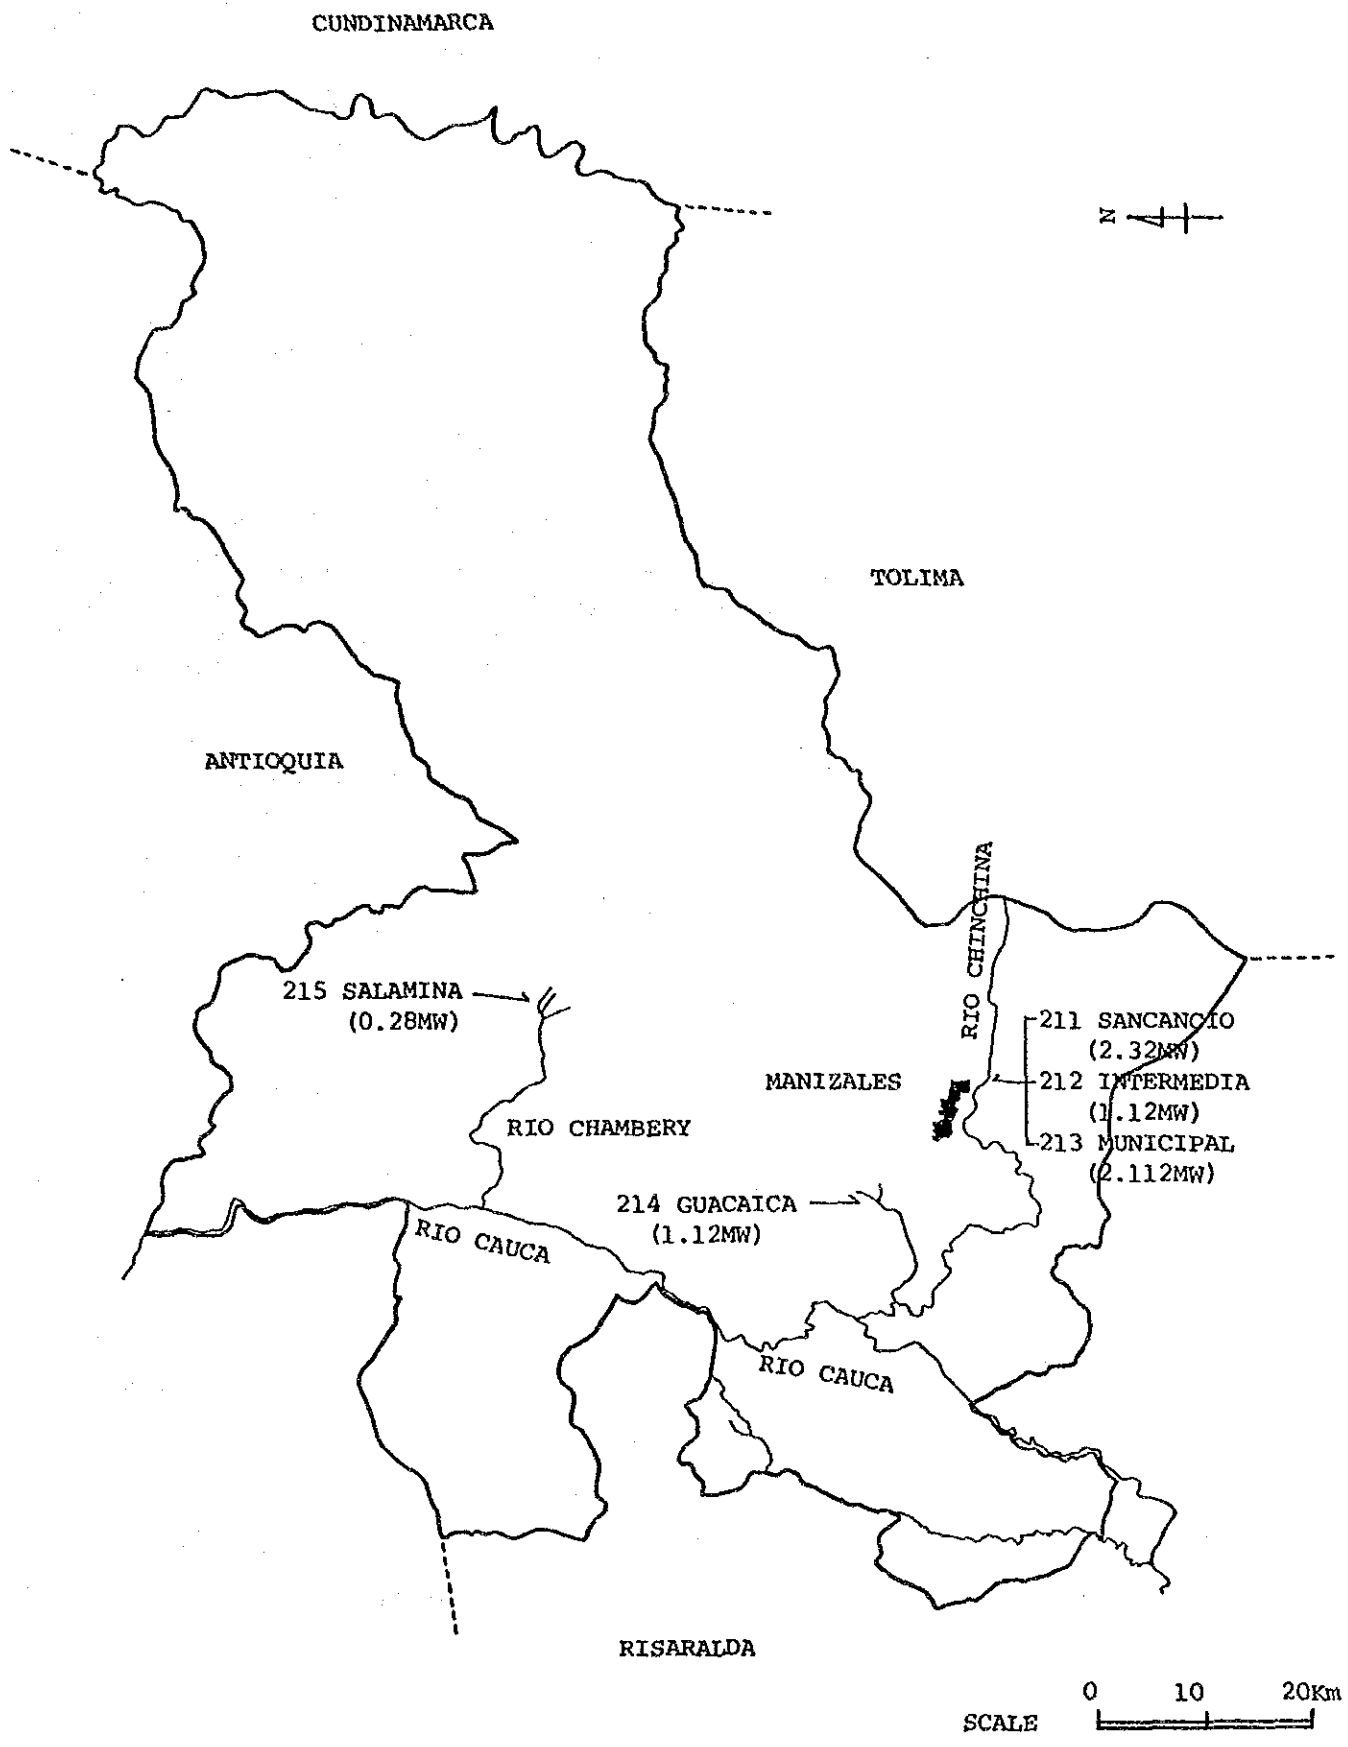 CUNDINAMARCA
N
TOLIMA
ANTIOQUIA
RIO CHINCHINA
215 SALAMINA
(0.28MW)
211 SANCANCIO
(2.32MW)
MANIZALES
212 INTERMEDIA
(1.12MW)
RIO CHAMBERY
213 MUNICIPAL
(2.112MW)
214 GUACAICA
(1.12MW)
RIO CAUCA
RIO CAUCA
RISARALDA
0 10 20Km
SCALE